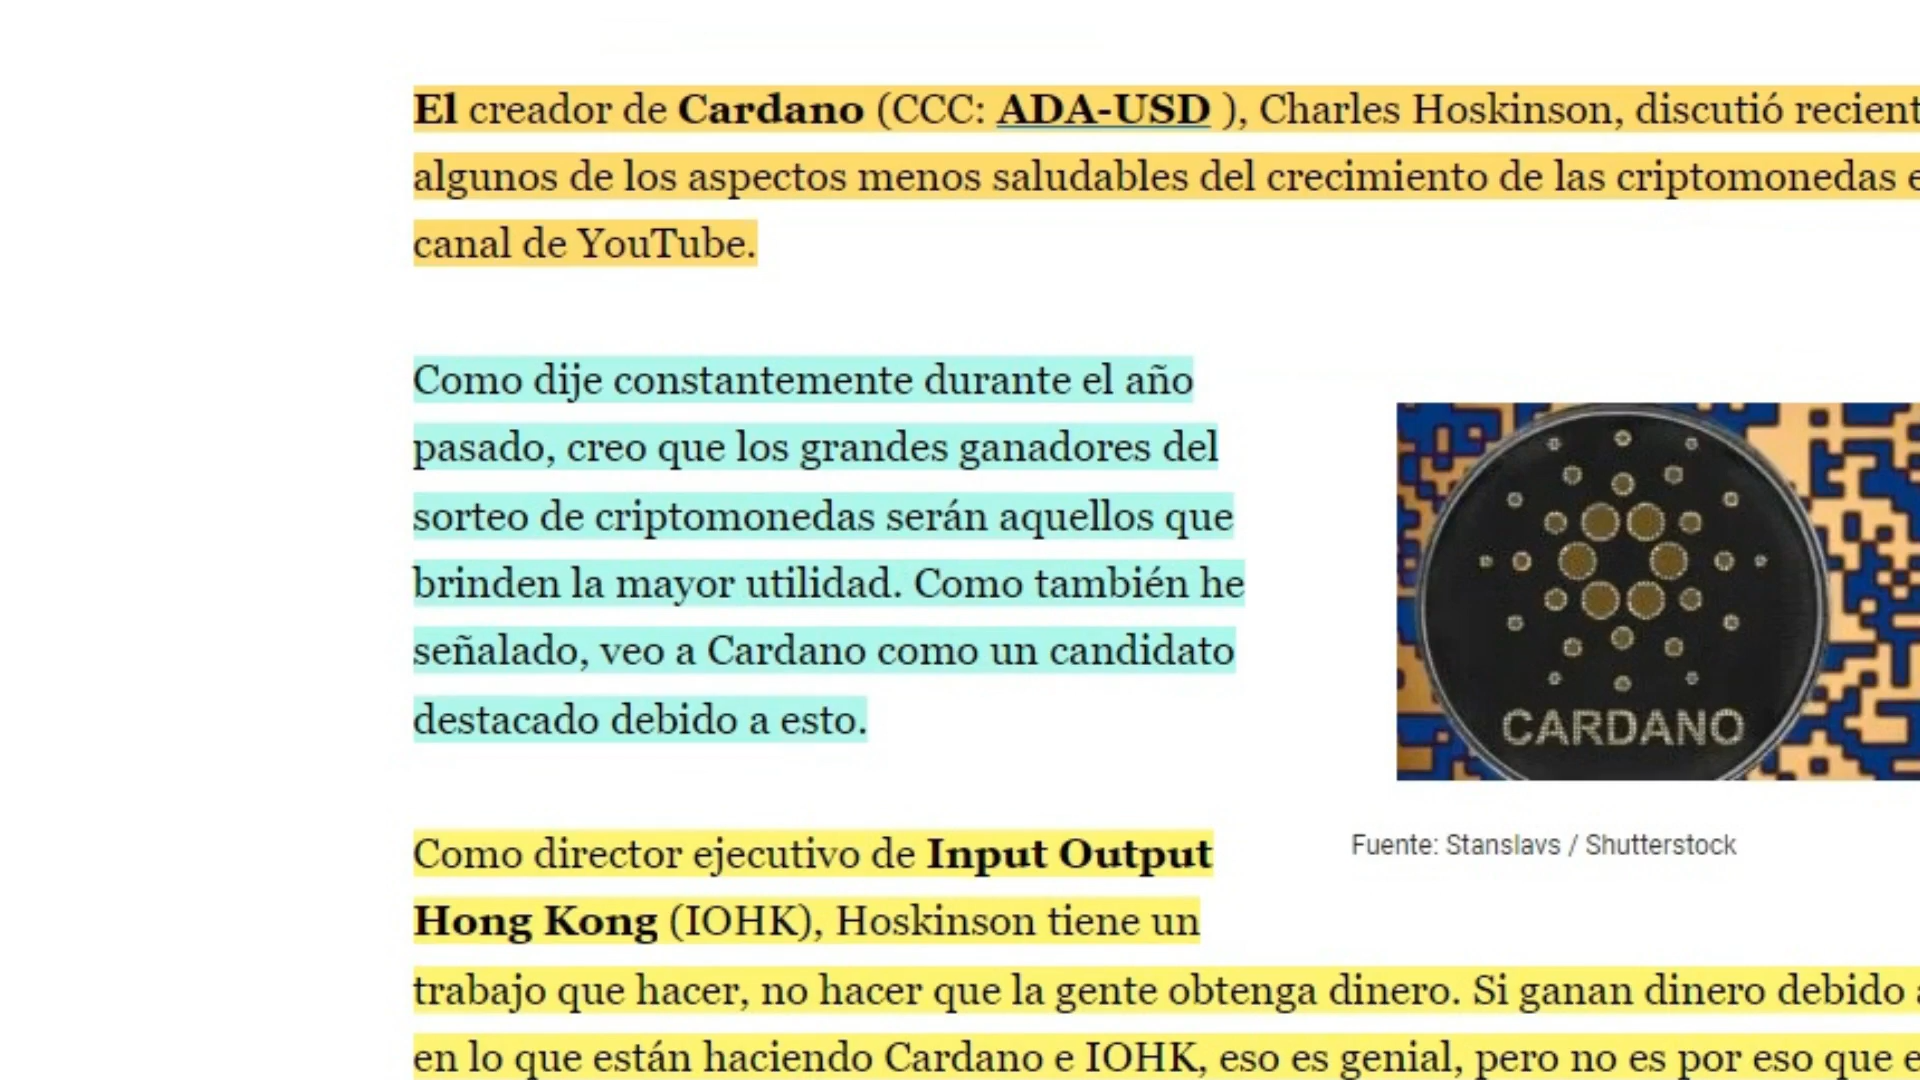 El creador de Cardano (CCC: ADA-USD ), Charles Hoskinson, discutió
algunos de los aspectos menos saludables del crecimiento de las criptomonedas
canal de YouTube.
Como dije constantemente durante el año
pasado, creo que los grandes ganadores del
sorteo de criptomonedas serán aquellos que
brinden la mayor utilidad. Como también he
señalado, veo a Cardano como un candidato
destacado debido a esto.
CARDANO
Fuente: Stanslavs / Shutterstock
Como director ejecutivo de Input Output
Hong Kong (IOHK), Hoskinson tiene un
trabajo que hacer, no hacer que la gente obtenga dinero. Si ganan dinero debido
en lo que están haciendo Cardano e IOHK, eso es genial, pero no es por eso que